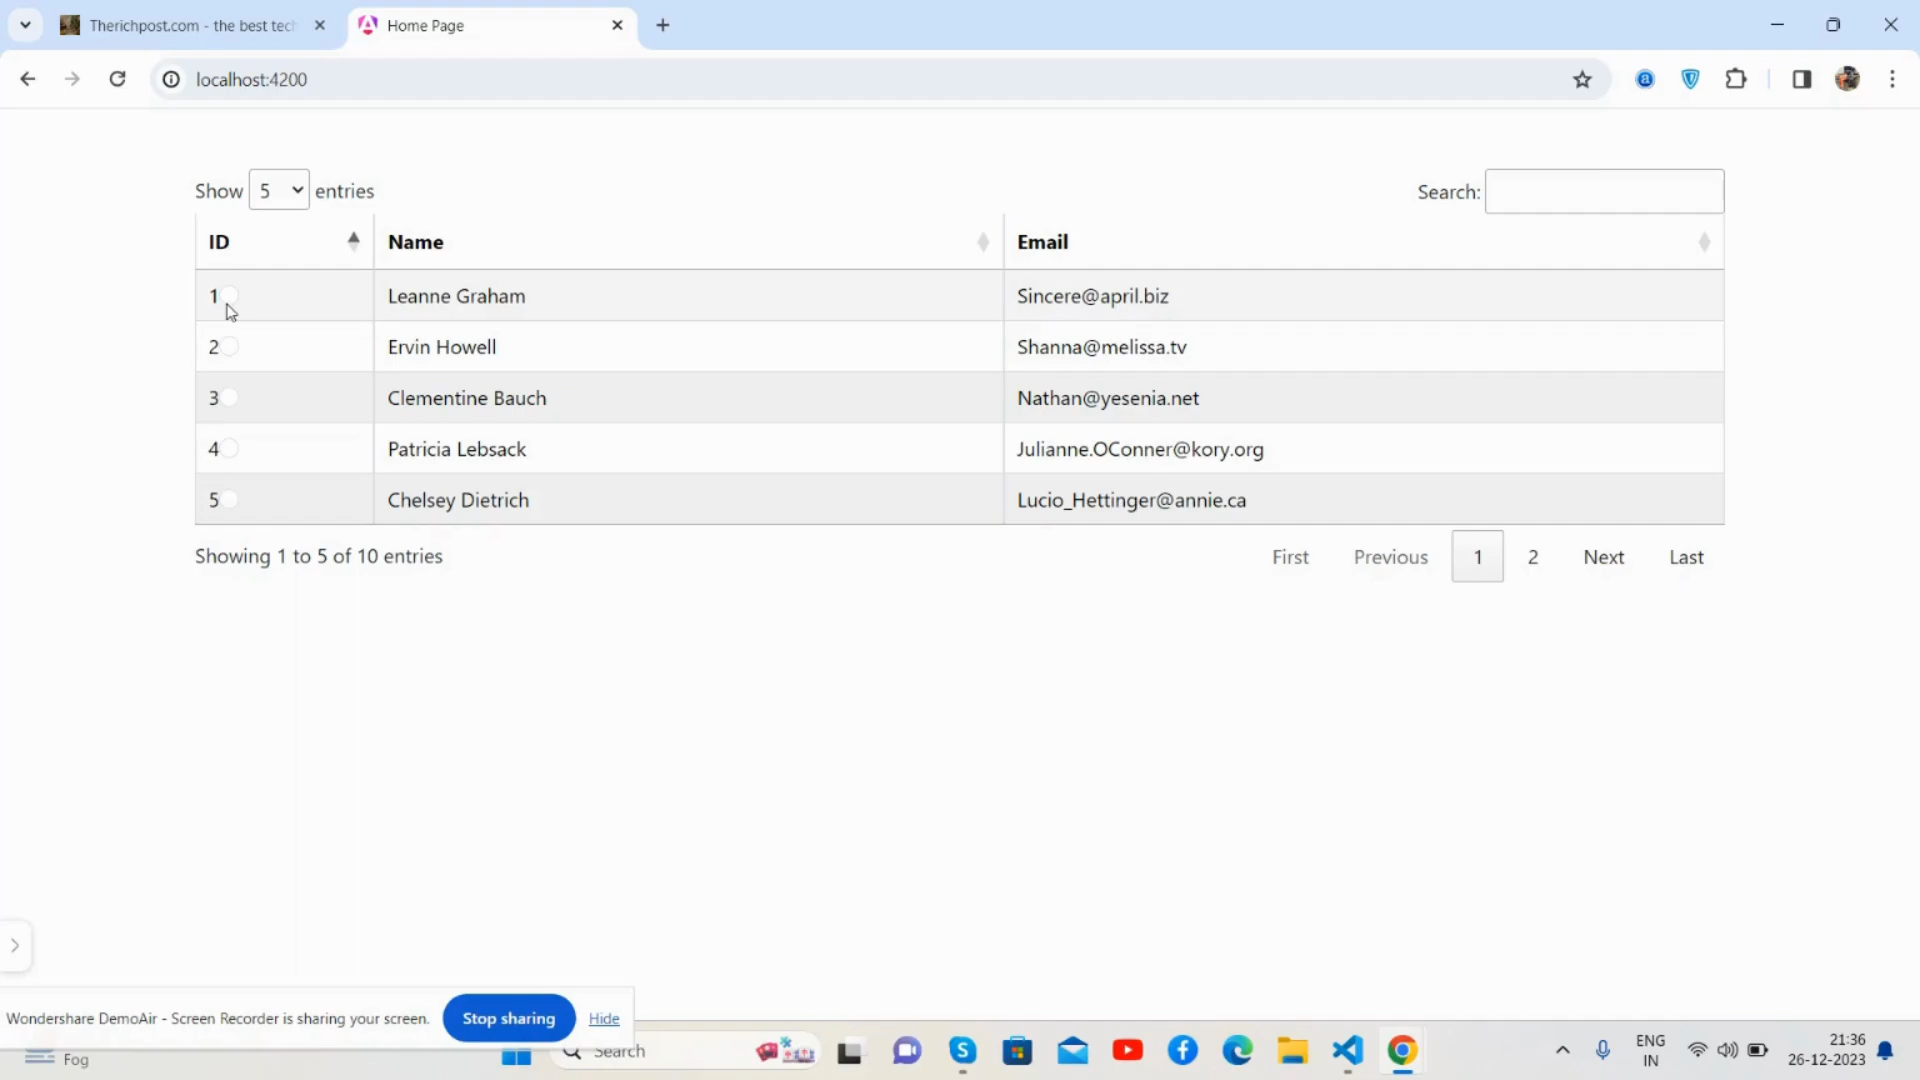 Therichpost.com - the best tech
Home Page
localhost:4200
Show 5 entries
Search:
ID Name Email
1 Leanne Graham Sincere@april.biz
2 Ervin Howell Shanna@melissa.tv
3 Clementine Bauch Nathan@yesenia.net
4 Patricia Lebsack Julianne.OConner@kory.org
5 Chelsey Dietrich Lucio_Hettinger@annie.ca
Showing 1 to 5 of 10 entries
First Previous 1 2 Next Last
Wondershare DemoAir - Screen Recorder is sharing your screen. Stop sharing Hide
Fog
Search
ENG
IN
21:36
26-12-2023